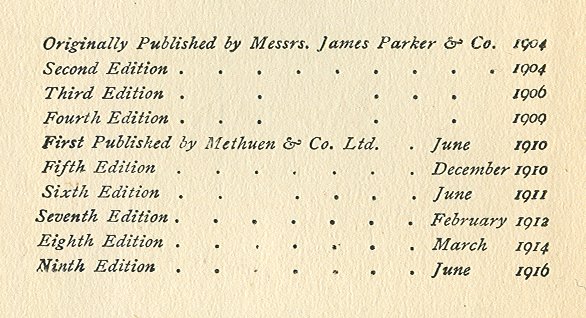 Originally Published by Messrs. James Parker & Co. 1904
Second Edition . . . . . . . . . 1904
Third Edition . . . . . 1906
Fourth Edition . . . . . 1909
First Published by Methuen & Co. Ltd. . June 1910
Fifth Edition . . . . . . . December 1910
Sixth Edition . . . . . . . June 1911
Seventh Edition . . . . . . . February 1912
Eighth Edition . . . . . . . March 1914
Ninth Edition . . . . . . . June 1916